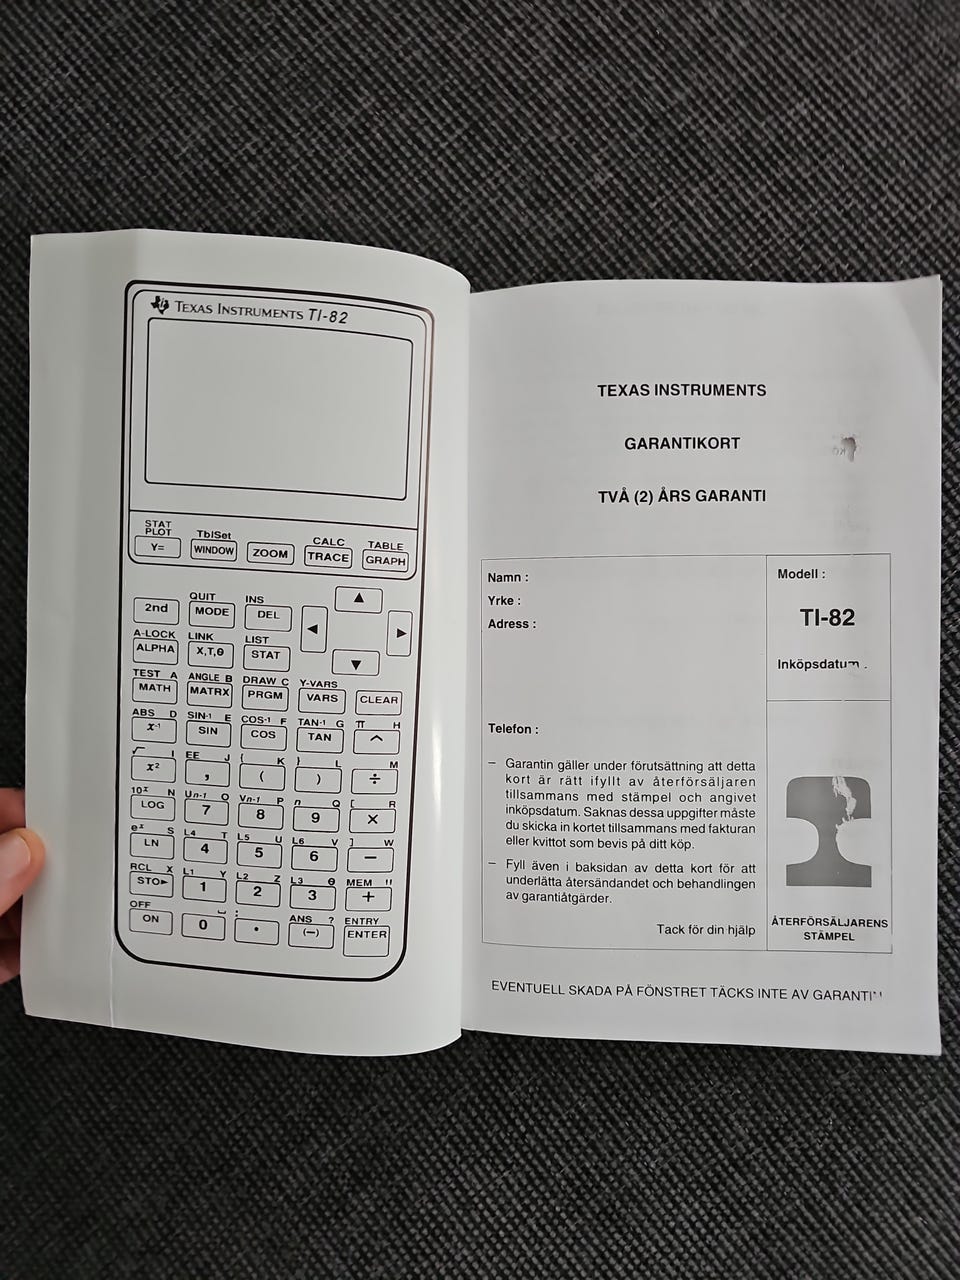 TEXAS INSTRUMENTS TI-82
STAT
PLOT TblSet CALC TABLE
Y= WINDOW ZOOM TRACE GRAPH
QUIT INS
2nd MODE DEL ▲
◀ ▶
A-LOCK LINK LIST
ALPHA X,T,θ STAT ▼
TEST A ANGLE B DRAW C Y-VARS
MATH MATRX PRGM VARS CLEAR
ABS D SIN-1 E COS-1 F TAN-1 G π H
x-1 SIN COS TAN ^
√ I EE J { K } L M
x² , ( ) ÷
10x N Un-1 O Vn-1 P n Q [ R
LOG 7 8 9 ×
ex S L4 T L5 U L6 V ] W
LN 4 5 6 −
RCL X L1 Y L2 Z L3 θ MEM "
STO► 1 2 3 +
OFF ⎵ : ANS ? ENTRY
ON 0 . (−) ENTER
TEXAS INSTRUMENTS
GARANTIKORT
TVÅ (2) ÅRS GARANTI
Namn :
Yrke :
Adress :
Telefon :
– Garantin gäller under förutsättning att detta
kort är rätt ifyllt av återförsäljaren
tillsammans med stämpel och angivet
inköpsdatum. Saknas dessa uppgifter måste
du skicka in kortet tillsammans med fakturan
eller kvittot som bevis på ditt köp.
– Fyll även i baksidan av detta kort för att
underlätta återsändandet och behandlingen
av garantiåtgärder.
Tack för din hjälp
Modell :
TI-82
Inköpsdatum :
ÅTERFÖRSÄLJARENS
STÄMPEL
EVENTUELL SKADA PÅ FÖNSTRET TÄCKS INTE AV GARANTIN